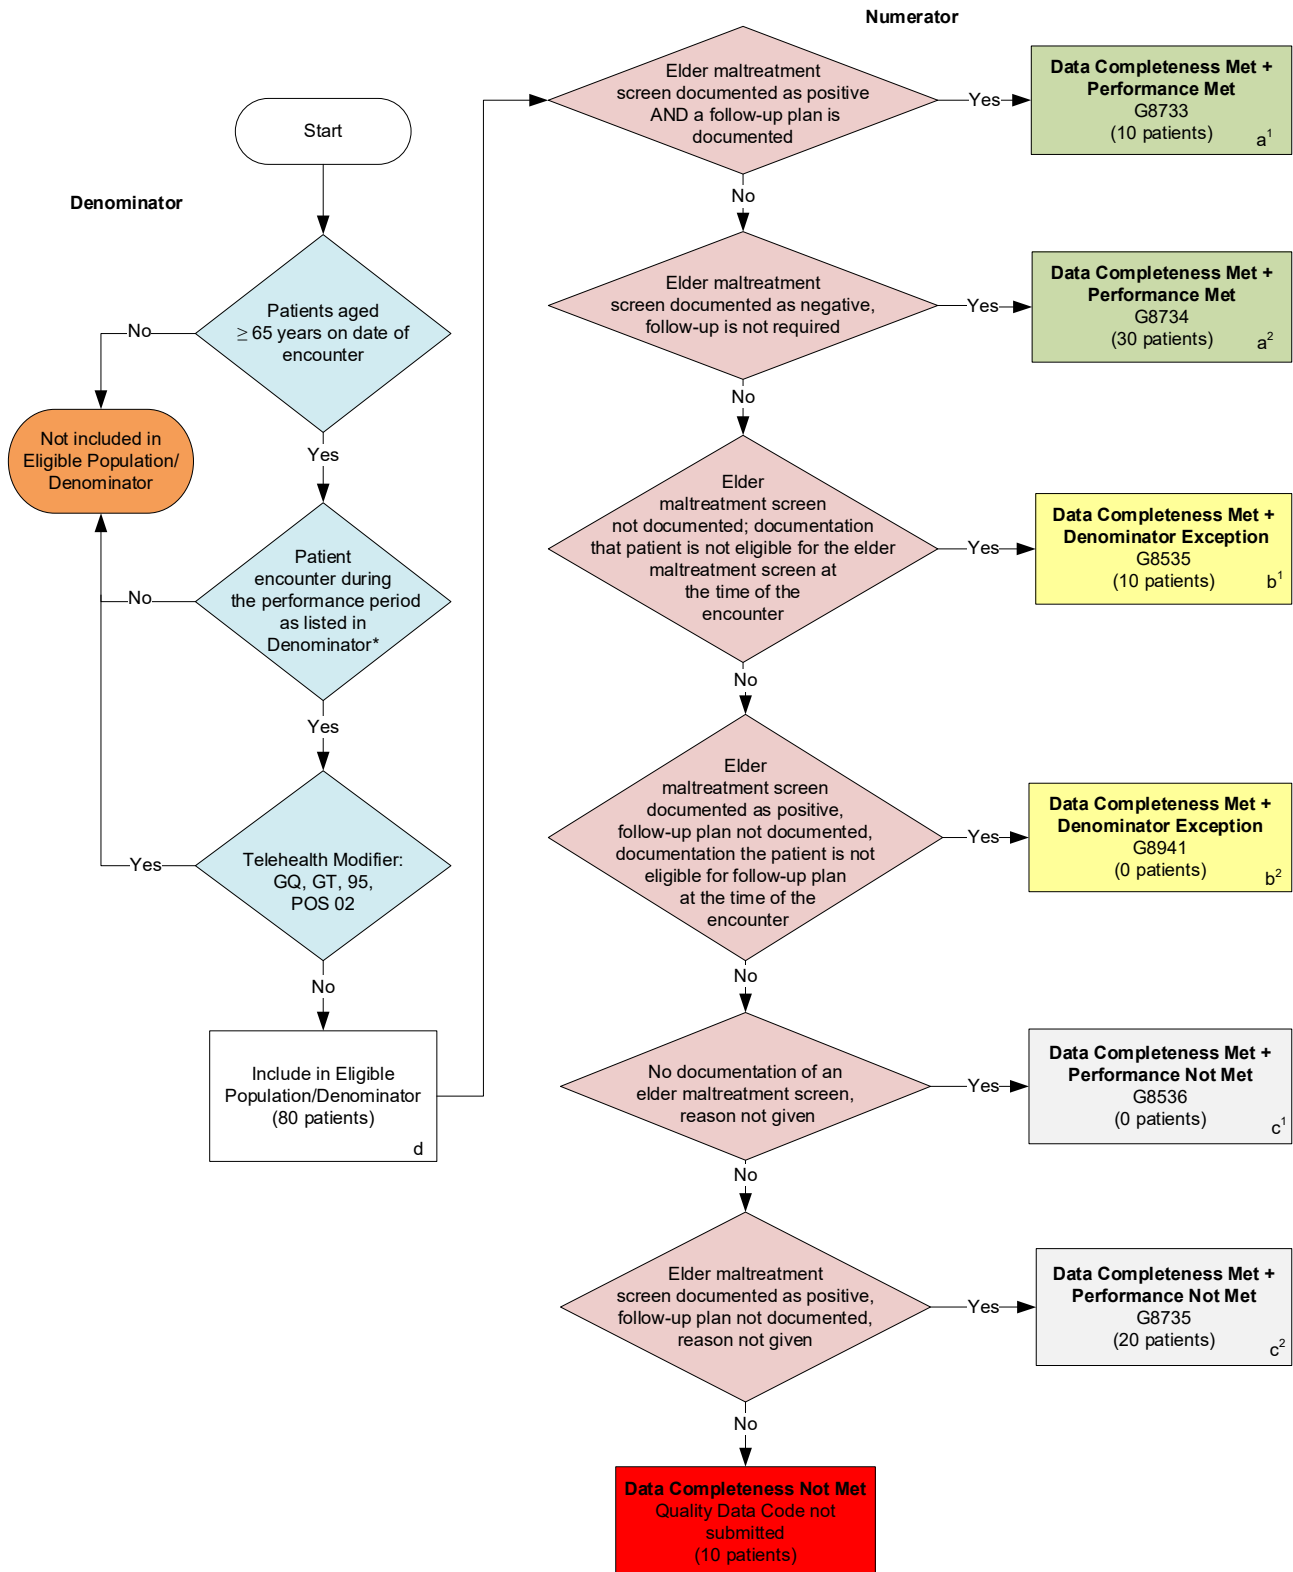 Numerator
Denominator
Start
Patients aged
≥ 65 years on date of
encounter
No
Yes
Not included in
Eligible Population/
Denominator
Patient
encounter during
the performance period
as listed in
Denominator*
No
Yes
Telehealth Modifier:
GQ, GT, 95,
POS 02
Yes
No
Include in Eligible
Population/Denominator
(80 patients)
d
Elder maltreatment
screen documented as positive
AND a follow-up plan is
documented
Yes
Data Completeness Met +
Performance Met
G8733
(10 patients)
a¹
No
Elder maltreatment
screen documented as negative,
follow-up is not required
Yes
Data Completeness Met +
Performance Met
G8734
(30 patients)
a²
No
Elder
maltreatment screen
not documented; documentation
that patient is not eligible for the elder
maltreatment screen at
the time of the
encounter
Yes
Data Completeness Met +
Denominator Exception
G8535
(10 patients)
b¹
No
Elder
maltreatment screen
documented as positive,
follow-up plan not documented,
documentation the patient is not
eligible for follow-up plan
at the time of the
encounter
Yes
Data Completeness Met +
Denominator Exception
G8941
(0 patients)
b²
No
No documentation of an
elder maltreatment screen,
reason not given
Yes
Data Completeness Met +
Performance Not Met
G8536
(0 patients)
c¹
No
Elder maltreatment
screen documented as positive,
follow-up plan not documented,
reason not given
Yes
Data Completeness Met +
Performance Not Met
G8735
(20 patients)
c²
No
Data Completeness Not Met
Quality Data Code not
submitted
(10 patients)